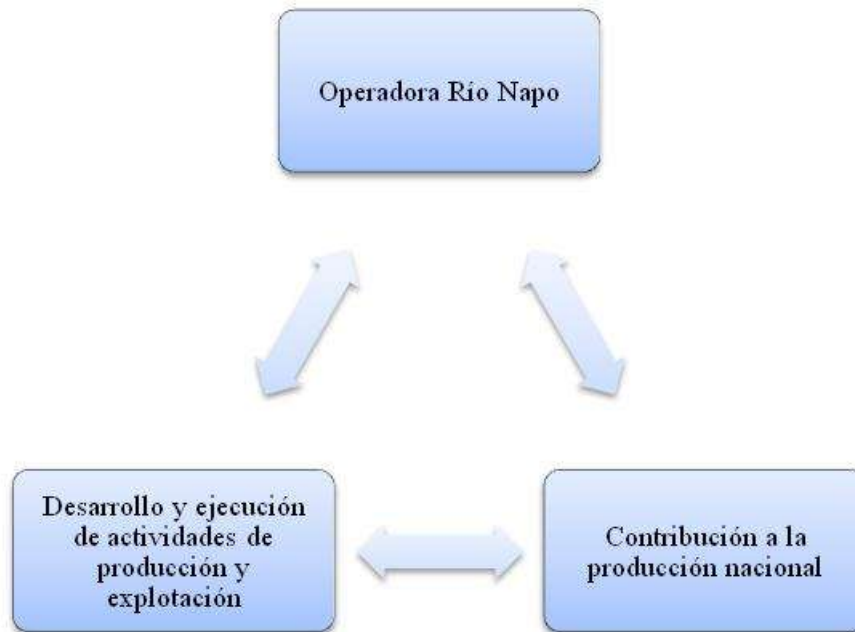 Operadora Río Napo
Desarrollo y ejecución
de actividades de
producción y
explotación
Contribución a la
producción nacional